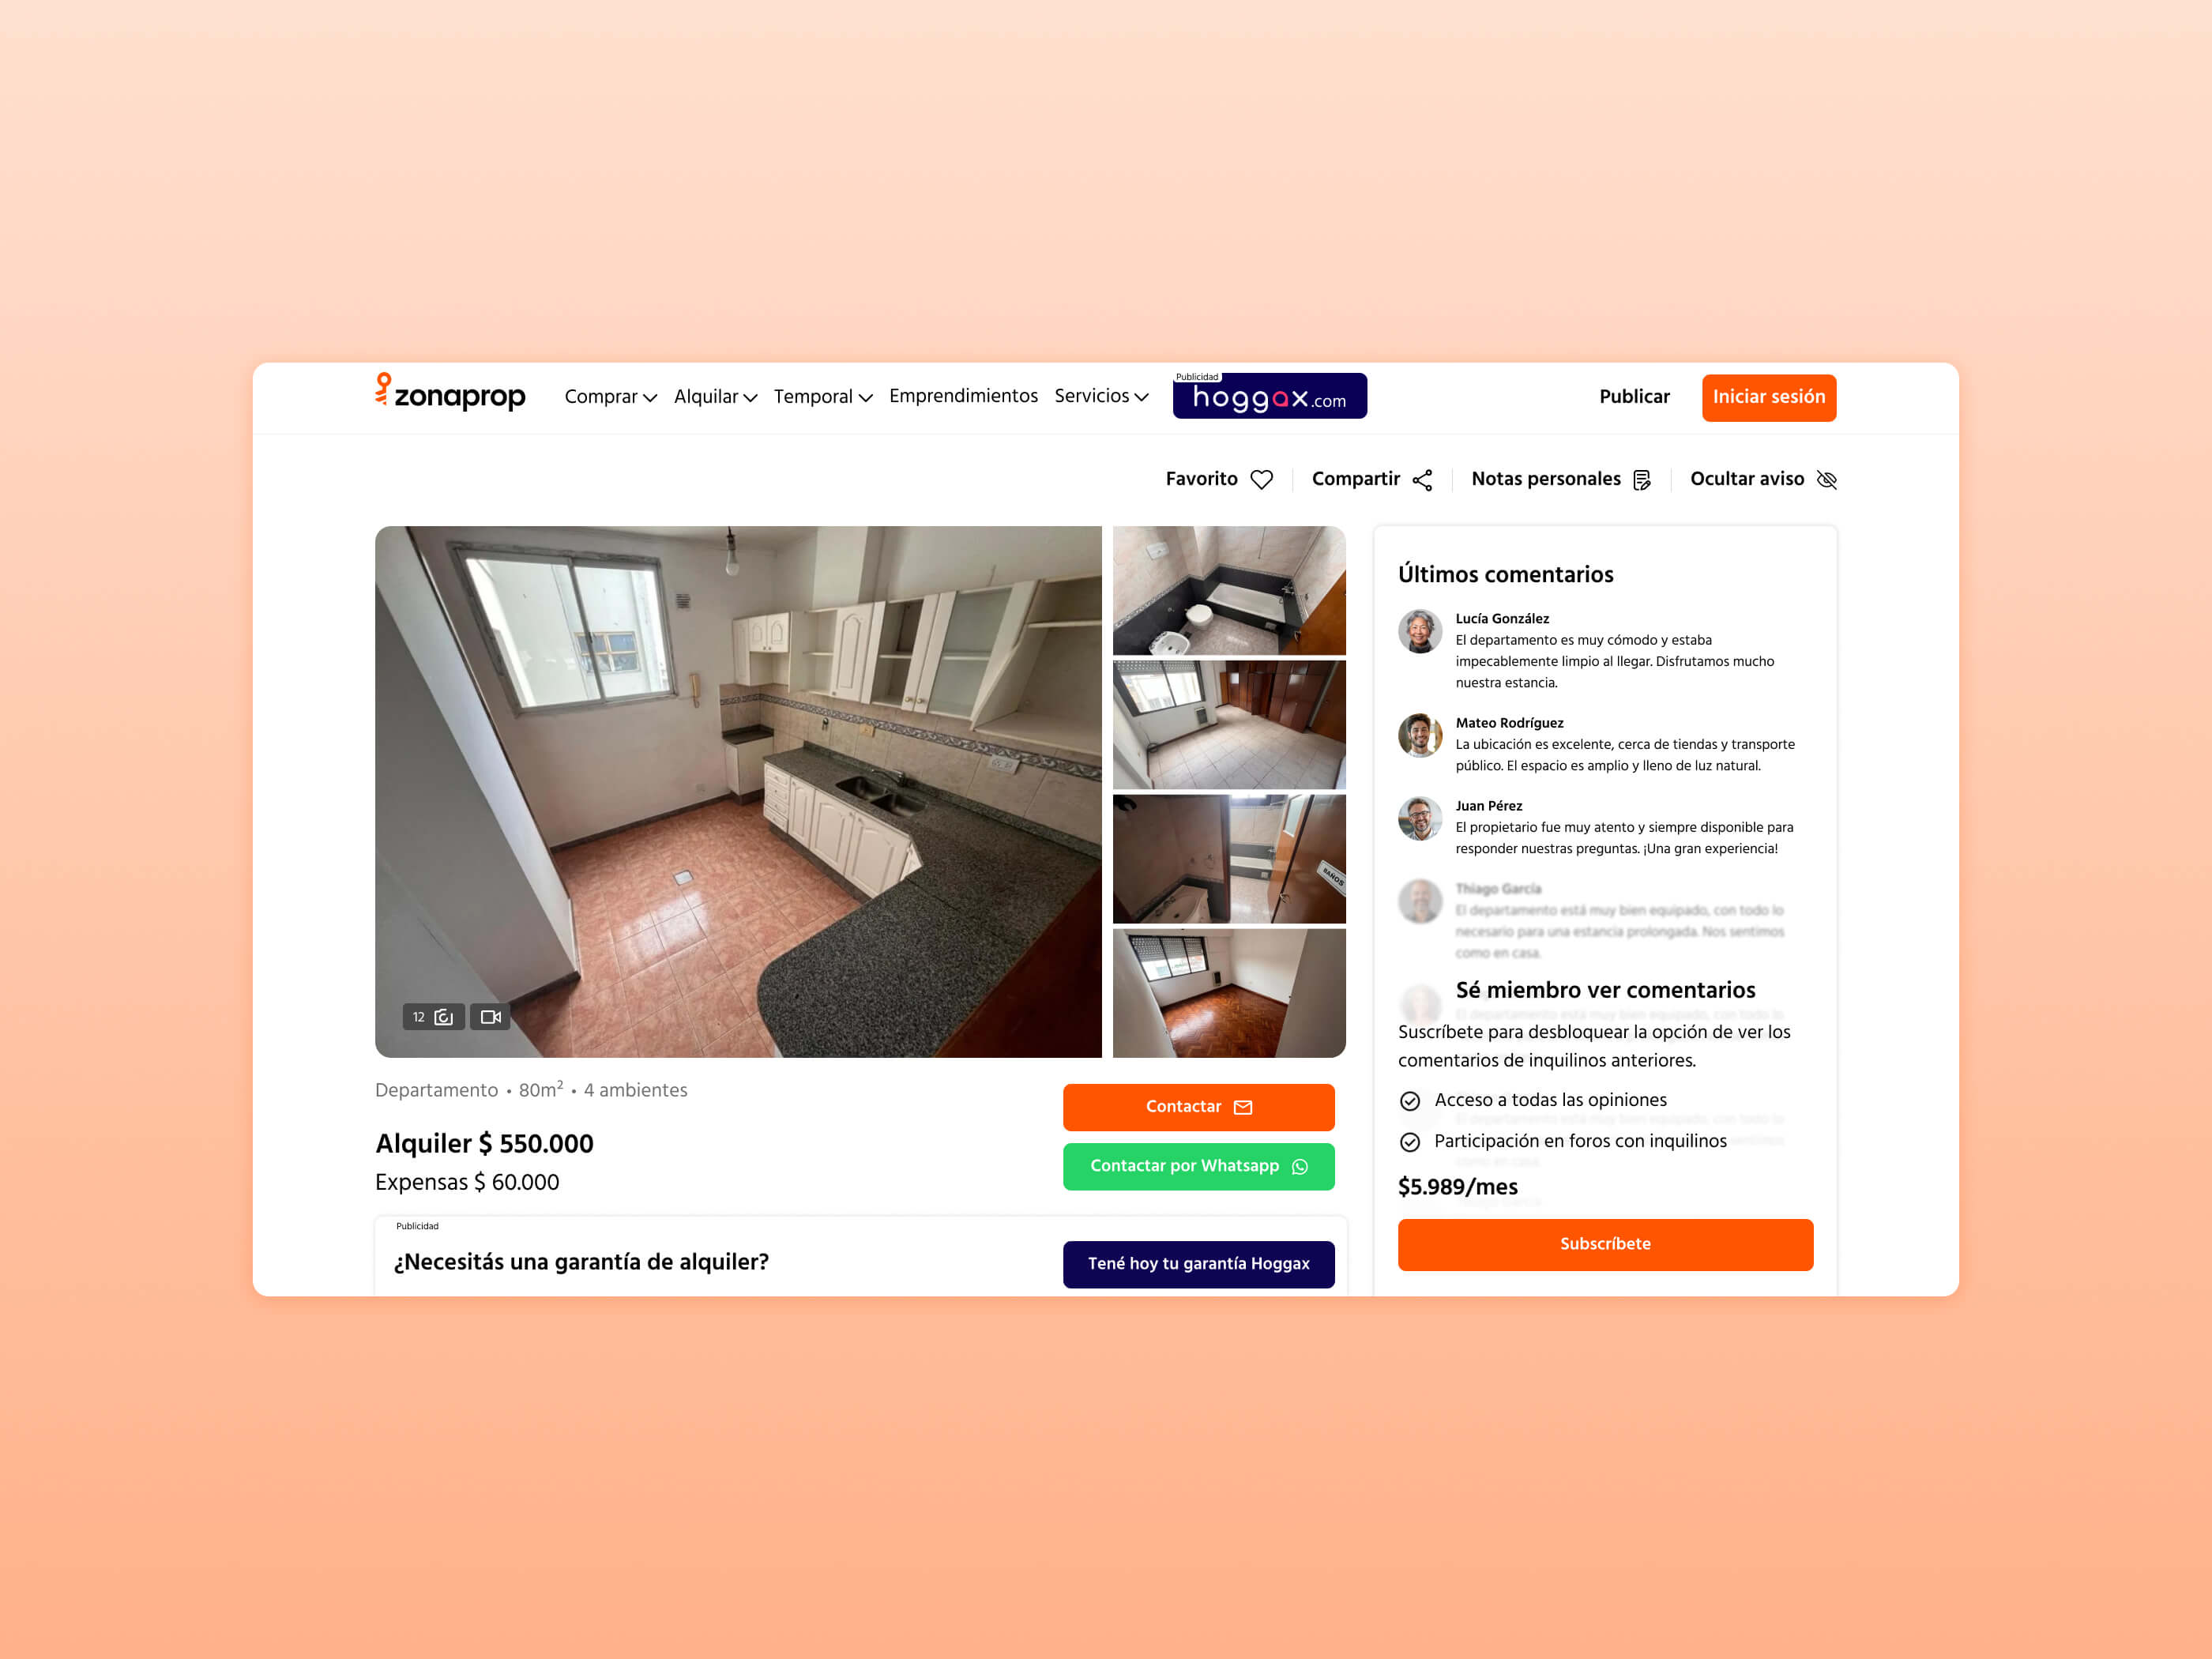 zonaprop
Comprar
Alquilar
Temporal
Emprendimientos
Servicios
Publicidad
hoggax.com
Publicar
Iniciar sesión
Favorito
Compartir
Notas personales
Ocultar aviso
BAÑOS
12
Departamento • 80m² • 4 ambientes
Alquiler $ 550.000
Expensas $ 60.000
Contactar
Contactar por Whatsapp
Publicidad
¿Necesitás una garantía de alquiler?
Tené hoy tu garantía Hoggax
Últimos comentarios
Lucía González
El departamento es muy cómodo y estaba
impecablemente limpio al llegar. Disfrutamos mucho
nuestra estancia.
Mateo Rodríguez
La ubicación es excelente, cerca de tiendas y transporte
público. El espacio es amplio y lleno de luz natural.
Juan Pérez
El propietario fue muy atento y siempre disponible para
responder nuestras preguntas. ¡Una gran experiencia!
Thiago García
El departamento está muy bien equipado, con todo lo
necesario para una estancia prolongada. Nos sentimos
como en casa.
Sé miembro ver comentarios
Suscríbete para desbloquear la opción de ver los
comentarios de inquilinos anteriores.
Acceso a todas las opiniones
Participación en foros con inquilinos
$5.989/mes
Subscríbete